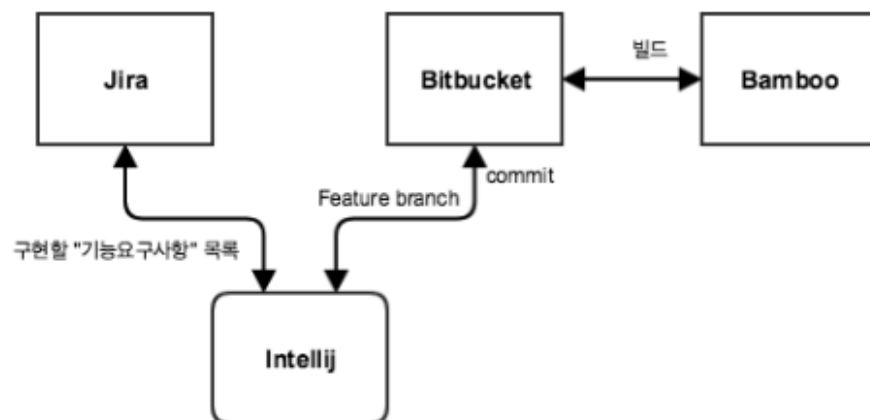 빌드
Jira
Bitbucket
Bamboo
commit
Feature branch
구현할 "기능요구사항" 목록
Intellij